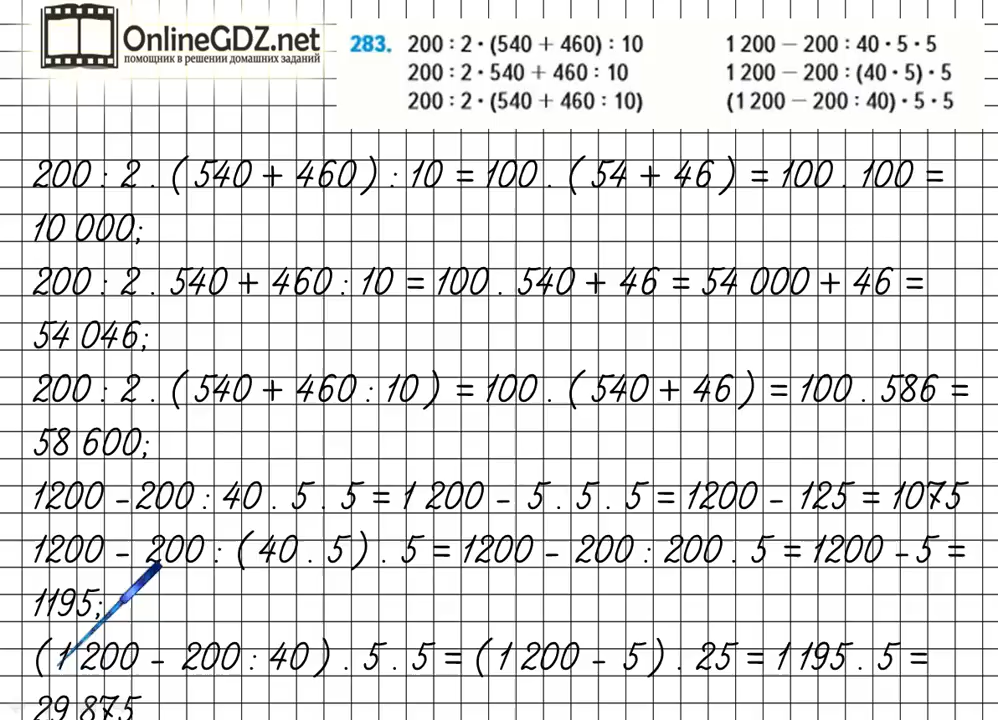 OnlineGDZ.net
помощник в решении домашних заданий
283. 200 : 2 · (540 + 460) : 10
200 : 2 · 540 + 460 : 10
200 : 2 · (540 + 460 : 10)
1 200 − 200 : 40 · 5 · 5
1 200 − 200 : (40 · 5) · 5
(1 200 − 200 : 40) · 5 · 5
200 : 2 . ( 540 + 460 ) : 10 = 100 . ( 54 + 46 ) = 100 . 100 =
10 000;
200 : 2 . 540 + 460 : 10 = 100 . 540 + 46 = 54 000 + 46 =
54 046;
200 : 2 . ( 540 + 460 : 10 ) = 100 . ( 540 + 46 ) = 100 . 586 =
58 600;
1200 - 200 : 40 . 5 . 5 = 1 200 - 5 . 5 . 5 = 1200 - 125 = 1075
1200 - 200 : ( 40 . 5 ) . 5 = 1200 - 200 : 200 . 5 = 1200 - 5 =
1195;
( 1 200 - 200 : 40 ) . 5 . 5 = ( 1 200 - 5 ) . 25 = 1 195 . 5 =
29 875